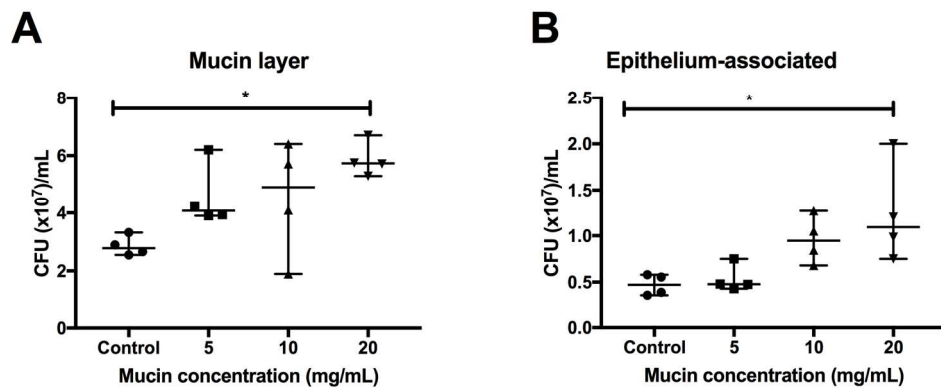 A
Mucin layer
*
8
6
4
2
0
CFU (x10⁷)/mL
Control 5 10 20
Mucin concentration (mg/mL)
B
Epithelium-associated
*
2.5
2.0
1.5
1.0
0.5
0.0
CFU (x10⁷)/mL
Control 5 10 20
Mucin concentration (mg/mL)